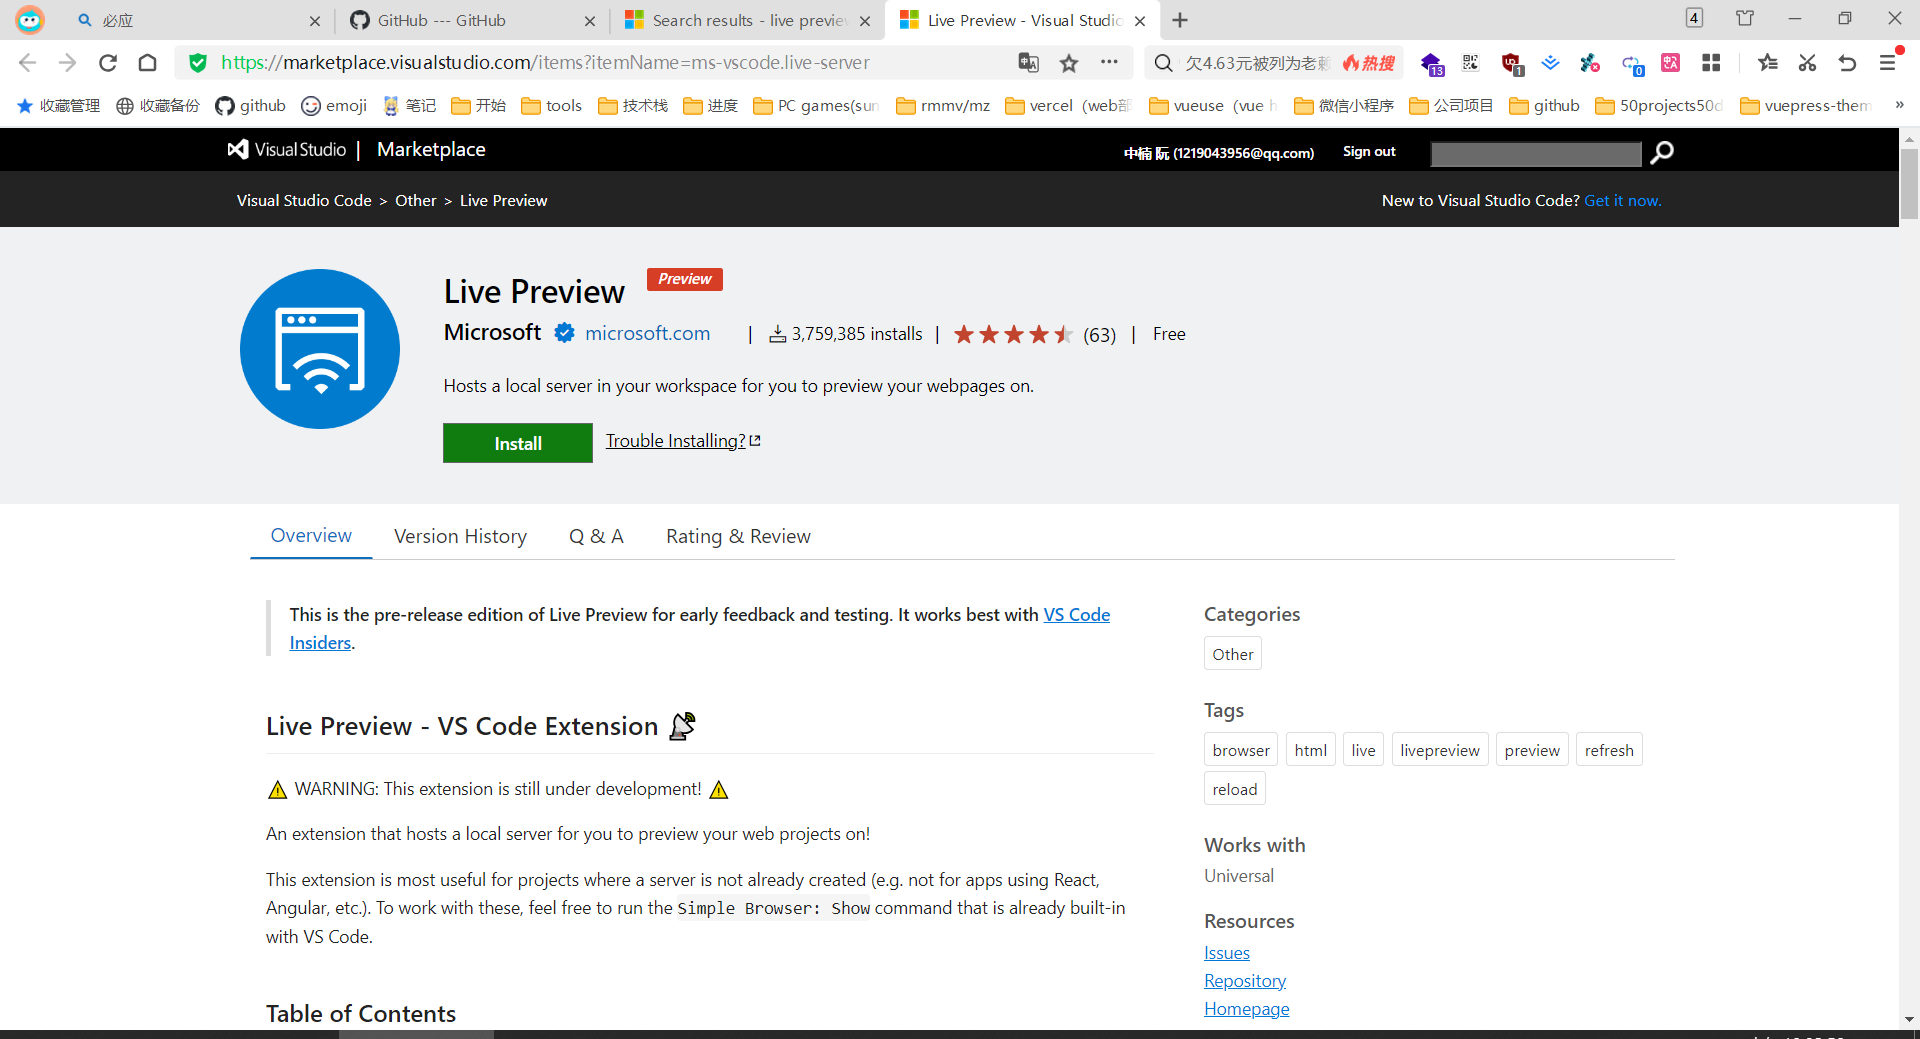 必应
GitHub --- GitHub
Search results - live preview
Live Preview - Visual Studio
4
https://marketplace.visualstudio.com/items?itemName=ms-vscode.live-server
欠4.63元被列为老赖
热搜
13
1
0
收藏管理
收藏备份
github
emoji
笔记
开始
tools
技术栈
进度
PC games(sun
rmmv/mz
vercel（web部
vueuse（vue h
微信小程序
公司项目
github
50projects50d
vuepress-them
»
Visual Studio | Marketplace
中楠 阮 (1219043956@qq.com)
Sign out
Visual Studio Code > Other > Live Preview
New to Visual Studio Code? Get it now.
Live Preview
Preview
Microsoft microsoft.com | 3,759,385 installs | (63) | Free
Hosts a local server in your workspace for you to preview your webpages on.
Install
Trouble Installing?
Overview
Version History
Q & A
Rating & Review
This is the pre-release edition of Live Preview for early feedback and testing. It works best with VS Code
Insiders.
Live Preview - VS Code Extension
WARNING: This extension is still under development!
An extension that hosts a local server for you to preview your web projects on!
This extension is most useful for projects where a server is not already created (e.g. not for apps using React,
Angular, etc.). To work with these, feel free to run the Simple Browser: Show command that is already built-in
with VS Code.
Table of Contents
Categories
Other
Tags
browser
html
live
livepreview
preview
refresh
reload
Works with
Universal
Resources
Issues
Repository
Homepage